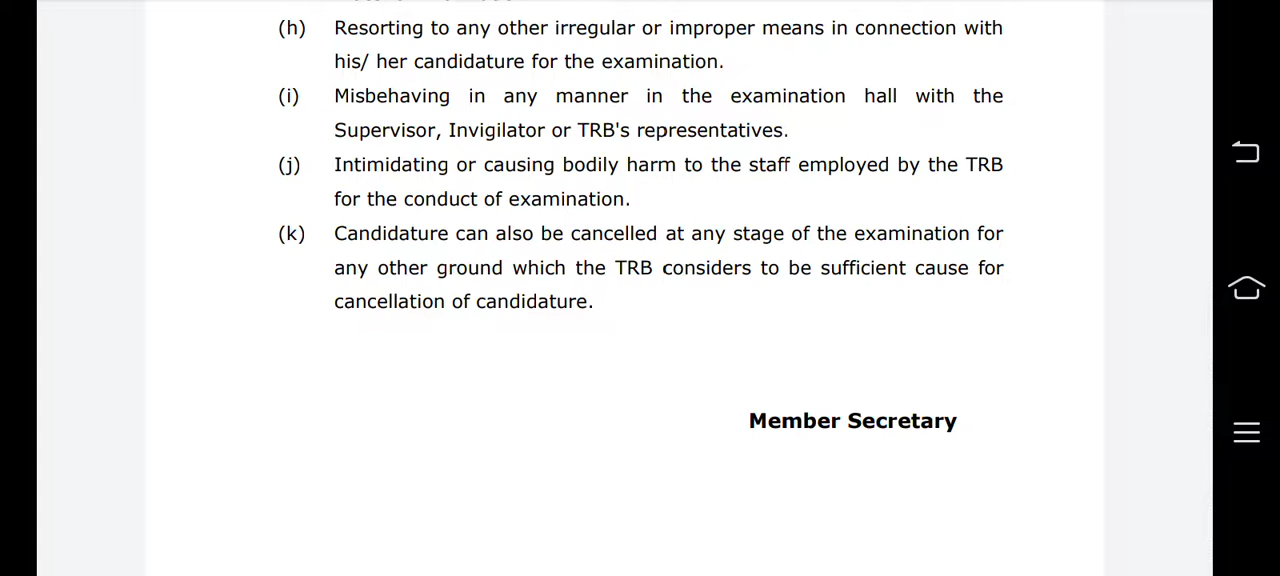 (h) Resorting to any other irregular or improper means in connection with
his/ her candidature for the examination.
(i) Misbehaving in any manner in the examination hall with the
Supervisor, Invigilator or TRB's representatives.
(j) Intimidating or causing bodily harm to the staff employed by the TRB
for the conduct of examination.
(k) Candidature can also be cancelled at any stage of the examination for
any other ground which the TRB considers to be sufficient cause for
cancellation of candidature.
Member Secretary